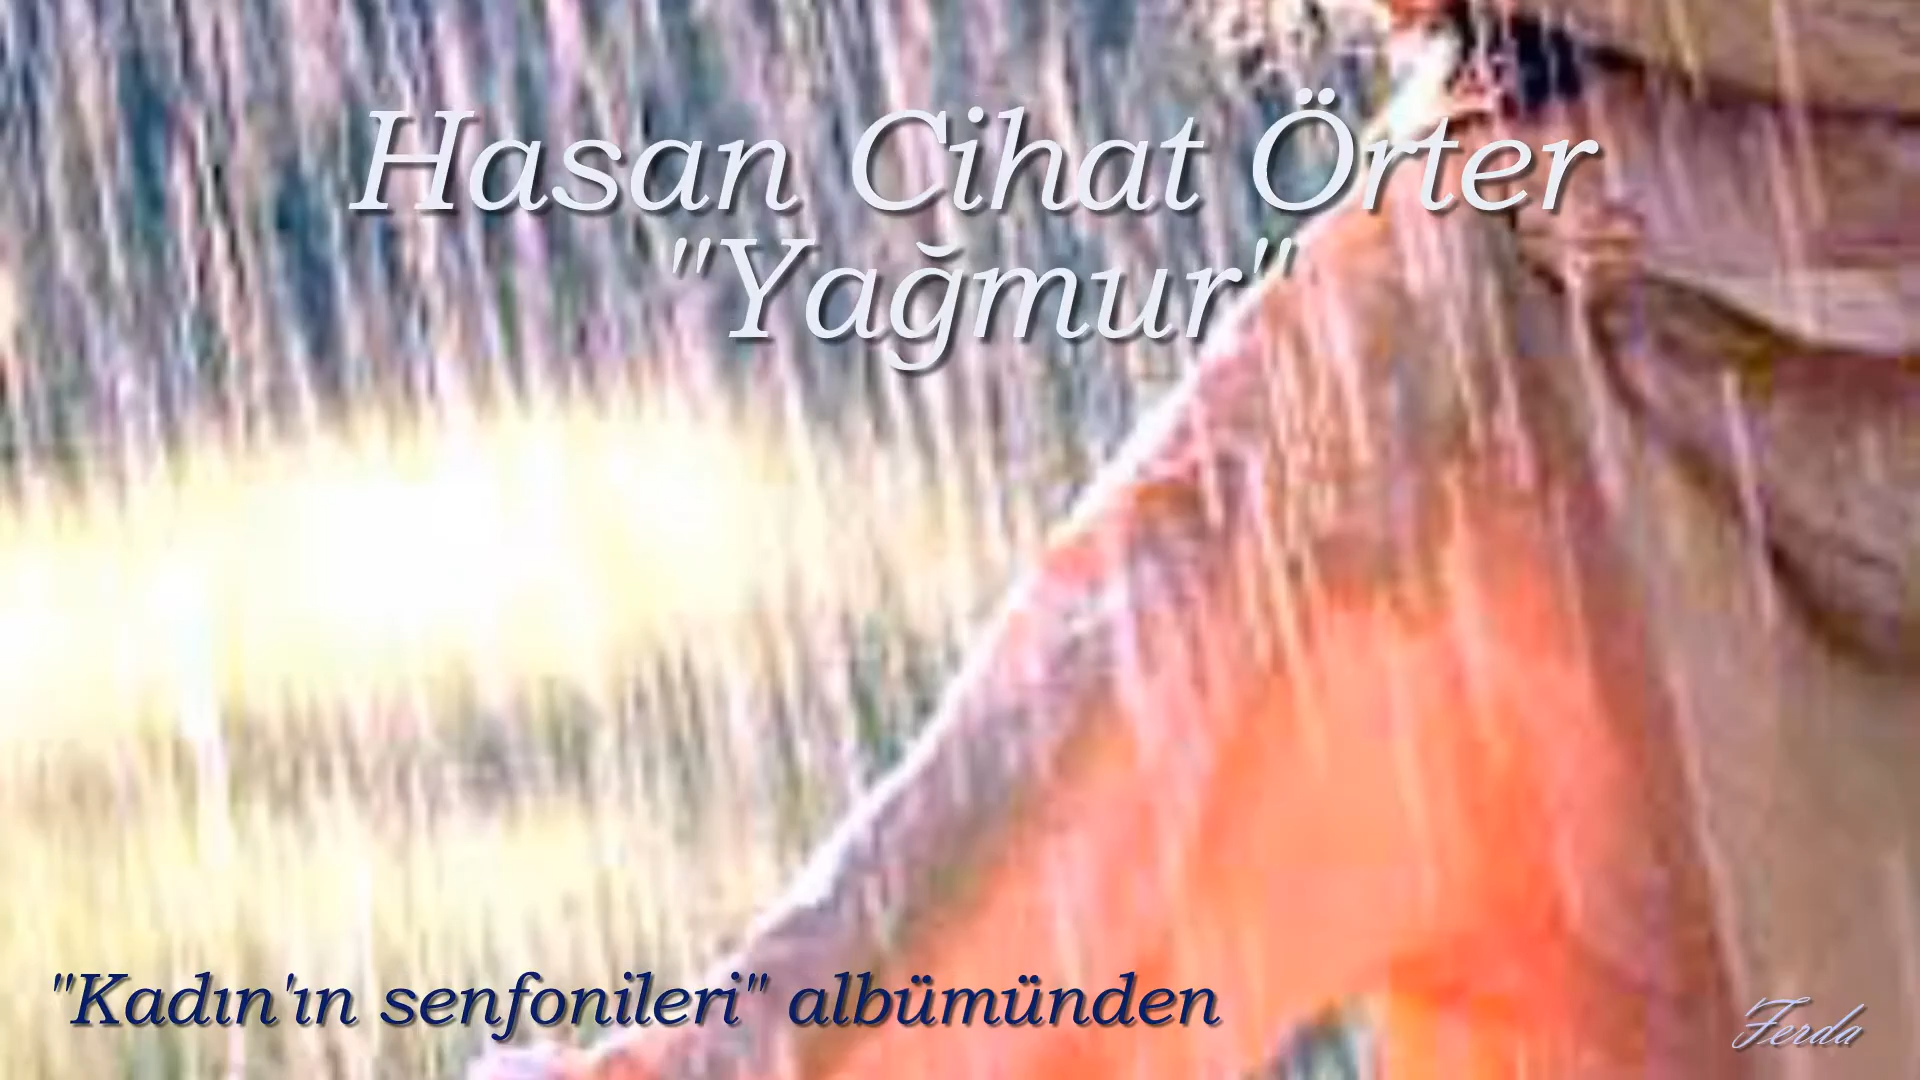 Hasan Cihat Örter
"Yağmur"
"Kadın'ın senfonileri" albümünden
Ferda